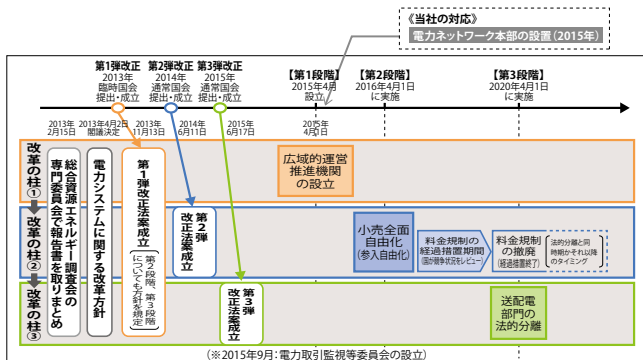 《当社の対応》
電力ネットワーク本部の設置(2015年)
第1弾改正
2013年
臨時国会
提出・成立
第2弾改正
2014年
通常国会
提出・成立
第3弾改正
2015年
通常国会
提出・成立
【第1段階】
2015年4月
設立
【第2段階】
2016年4月1日
に実施
【第3段階】
2020年4月1日
に実施
2013年
2月15日
2013年4月2日
閣議決定
2013年
11月13日
2014年
6月11日
2015年
6月17日
2015年
4月1日
改革の柱①
改革の柱②
改革の柱③
総合資源エネルギー調査会の
専門委員会で報告書を取りまとめ
電力システムに関する改革方針
第1弾改正法案成立
第2段階、第3段階
についても方針を規定
第2弾
改正法案成立
第3弾
改正法案成立
広域的運営
推進機関
の設立
小売全面
自由化
(参入自由化)
料金規制の
経過措置期間
(国が競争状況をレビュー)
料金規制の
撤廃
(経過措置終了)
法的分離と同
時期かそれ以降
のタイミング
送配電
部門の
法的分離
(※2015年9月:電力取引監視等委員会の設立)